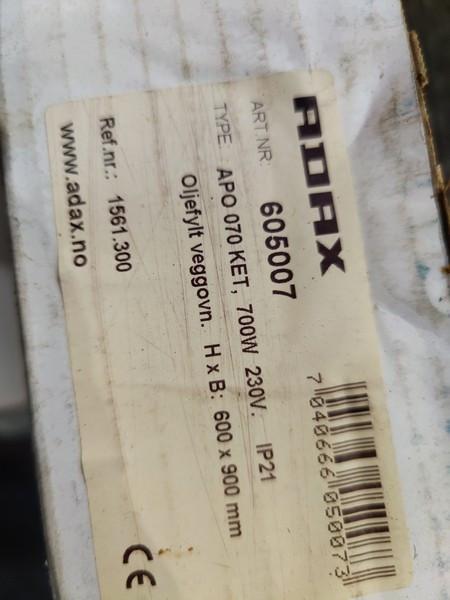 ADAX
ART.NR: 605007
TYPE: APO 070 KET, 700W 230V. IP21
Oljefylt veggovn. H x B: 600 x 900 mm
Ref.nr.: 1561.300
www.adax.no
7 040666 050073
CE